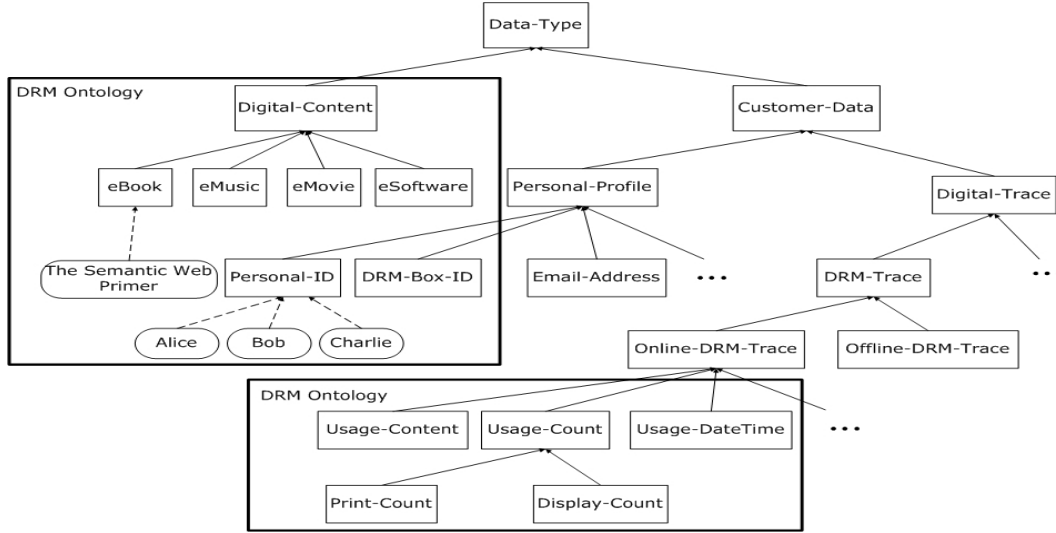 Data-Type
DRM Ontology
Digital-Content
Customer-Data
eBook
eMusic
eMovie
eSoftware
Personal-Profile
Digital-Trace
The Semantic Web
Primer
Personal-ID
DRM-Box-ID
Email-Address
...
DRM-Trace
..
Alice
Bob
Charlie
Online-DRM-Trace
Offline-DRM-Trace
DRM Ontology
Usage-Content
Usage-Count
Usage-DateTime
...
Print-Count
Display-Count